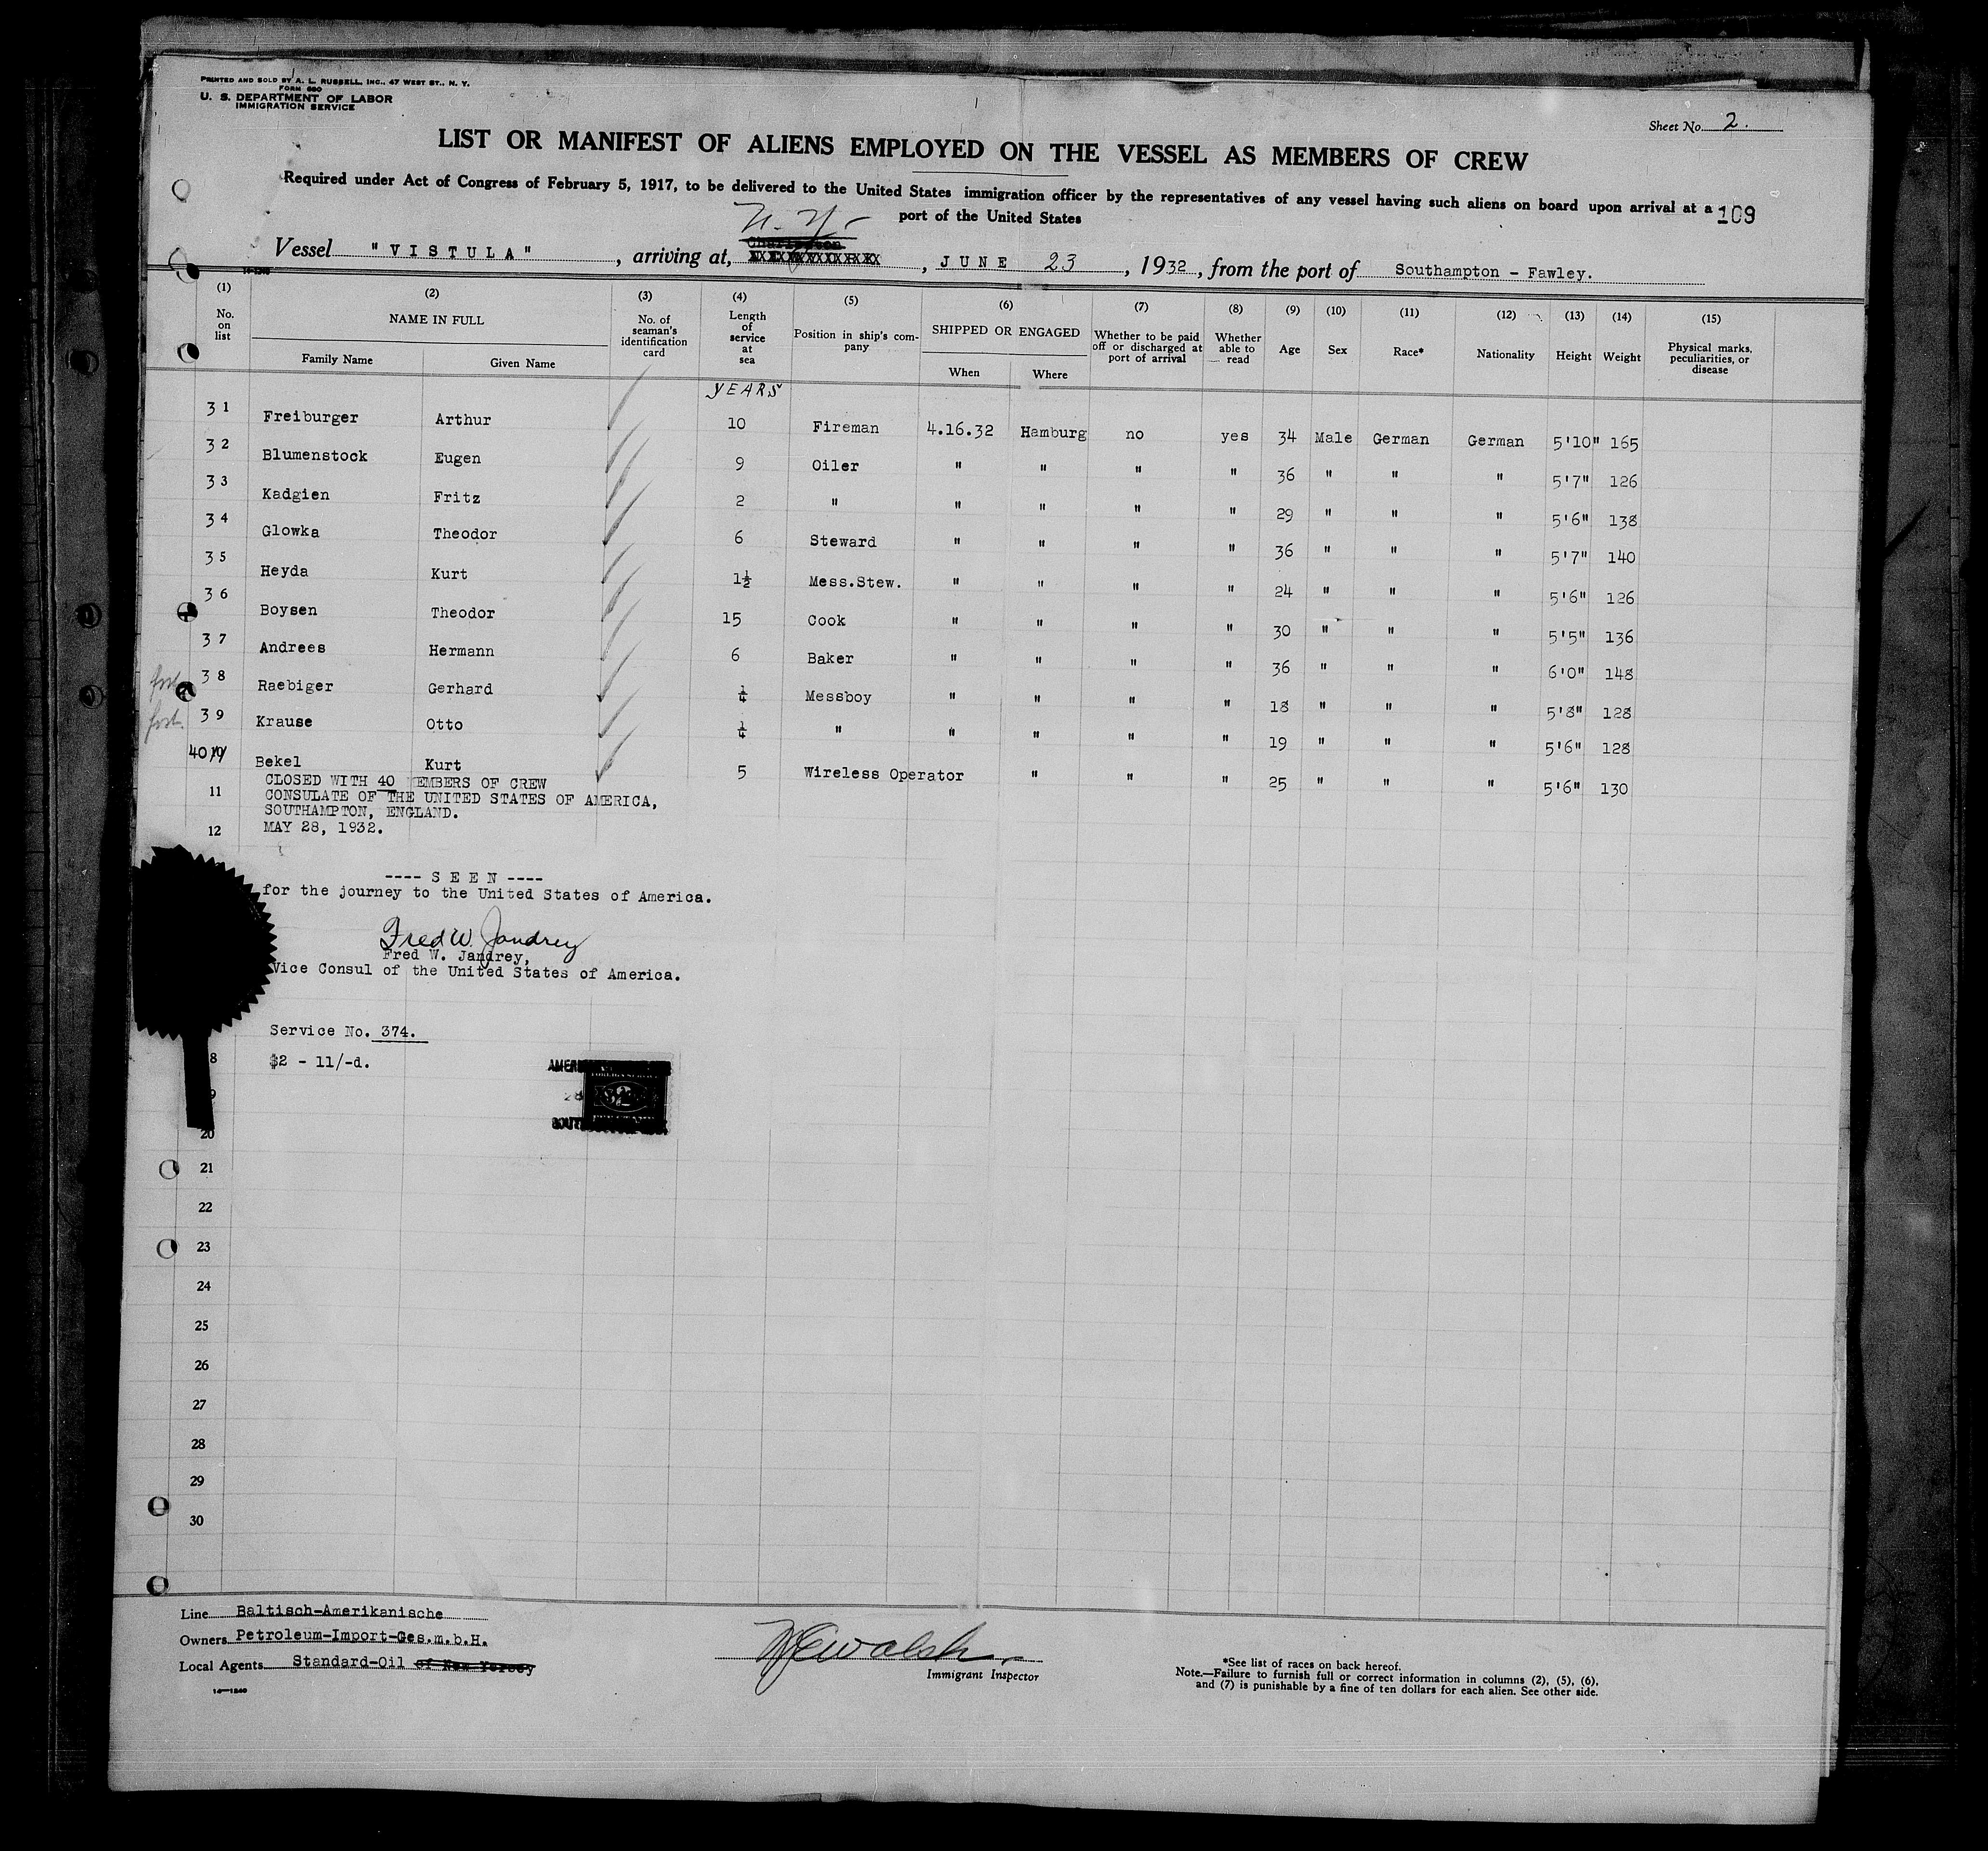 PRINTED AND SOLD BY A. L. RUSSELL, INC., 47 WEST ST., N. Y.
FORM 680
U. S. DEPARTMENT OF LABOR
IMMIGRATION SERVICE
Sheet No. 2.
LIST OR MANIFEST OF ALIENS EMPLOYED ON THE VESSEL AS MEMBERS OF CREW
Required under Act of Congress of February 5, 1917, to be delivered to the United States immigration officer by the representatives of any vessel having such aliens on board upon arrival at a
port of the United States
109
N. Y.
Charleston
Vessel "VISTULA", arriving at, XXXXXXXXXXXXXX, JUNE 23, 1932, from the port of Southampton - Fawley.
14-1240
(1) (2) (3) (4) (5) (6) (7) (8) (9) (10) (11) (12) (13) (14) (15)
No. on list NAME IN FULL Family Name Given Name No. of seaman's identification card Length of service at sea Position in ship's company SHIPPED OR ENGAGED When Where Whether to be paid off or discharged at port of arrival Whether able to read Age Sex Race* Nationality Height Weight Physical marks, peculiarities, or disease
YEARS
31 Freiburger Arthur 10 Fireman 4.16.32 Hamburg no yes 34 Male German German 5'10" 165
32 Blumenstock Eugen 9 Oiler " " " " 36 " " " 5'7" 126
33 Kadgien Fritz 2 " " " " " 29 " " " 5'6" 138
34 Glowka Theodor 6 Steward " " " " 36 " " " 5'7" 140
35 Heyda Kurt 1½ Mess.Stew. " " " " 24 " " " 5'6" 126
36 Boysen Theodor 15 Cook " " " " 30 " " " 5'5" 136
37 Andrees Hermann 6 Baker " " " " 36 " " " 6'0" 148
38 Raebiger Gerhard ¼ Messboy " " " " 18 " " " 5'8" 128
39 Krause Otto ¼ " " " " " 19 " " " 5'6" 128
40 Bekel Kurt 5 Wireless Operator " " " 25 " " " 5'6" 130
CLOSED WITH 40 MEMBERS OF CREW
11 CONSULATE OF THE UNITED STATES OF AMERICA,
SOUTHAMPTON, ENGLAND.
12 MAY 28, 1932.
---- SEEN ----
for the journey to the United States of America.
Fred W. Jandrey
Fred W. Jandrey,
Vice Consul of the United States of America.
Service No. 374.
8 $2 - 11/-d.
9
20
21
22
23
24
25
26
27
28
29
30
Line Baltisch-Amerikanische
Owners Petroleum-Import-Ges.m.b.H.
Local Agents Standard-Oil of New Yersey
14-1240
Walsh
Immigrant Inspector
*See list of races on back hereof.
Note.—Failure to furnish full or correct information in columns (2), (5), (6),
and (7) is punishable by a fine of ten dollars for each alien. See other side.